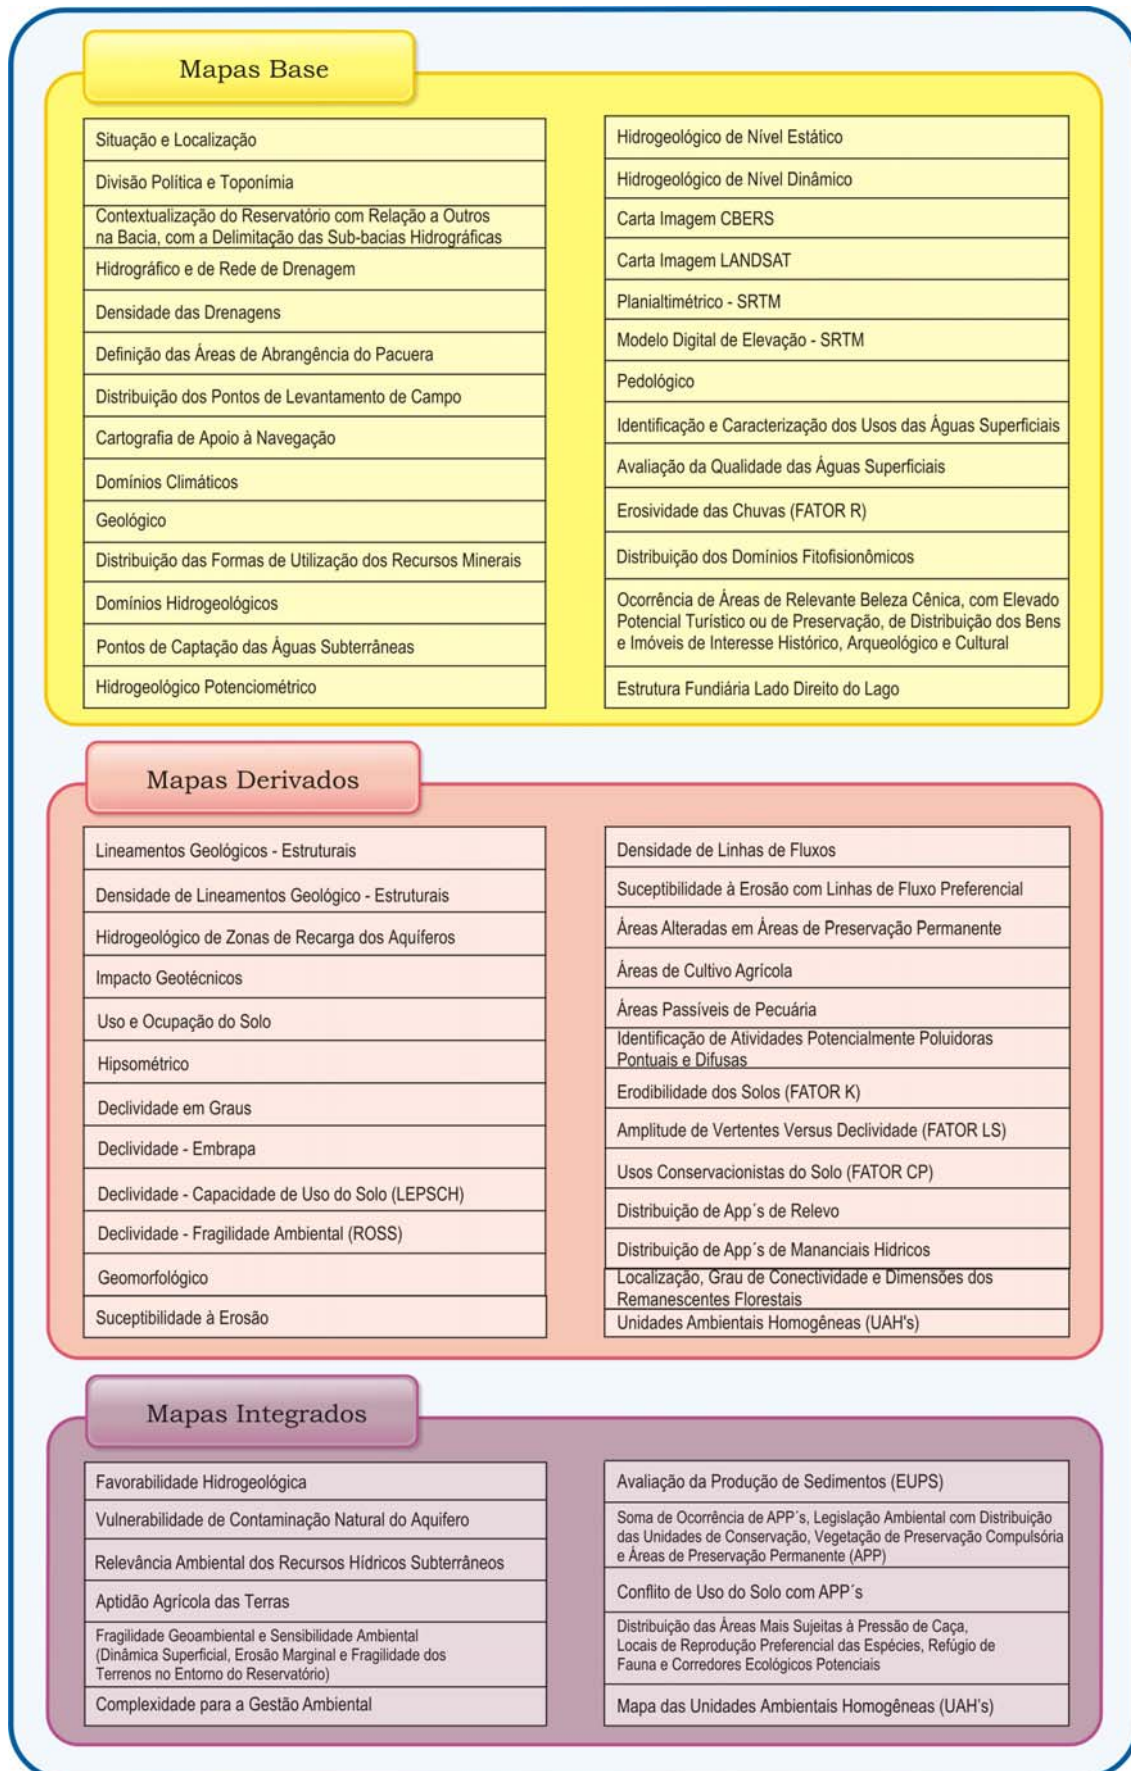 Mapas Base
Situação e Localização
Divisão Política e Toponímia
Contextualização do Reservatório com Relação a Outros
na Bacia, com a Delimitação das Sub-bacias Hidrográficas
Hidrográfico e de Rede de Drenagem
Densidade das Drenagens
Definição das Áreas de Abrangência do Pacuera
Distribuição dos Pontos de Levantamento de Campo
Cartografia de Apoio à Navegação
Domínios Climáticos
Geológico
Distribuição das Formas de Utilização dos Recursos Minerais
Domínios Hidrogeológicos
Pontos de Captação das Águas Subterrâneas
Hidrogeológico Potenciométrico
Hidrogeológico de Nível Estático
Hidrogeológico de Nível Dinâmico
Carta Imagem CBERS
Carta Imagem LANDSAT
Planialtimétrico - SRTM
Modelo Digital de Elevação - SRTM
Pedológico
Identificação e Caracterização dos Usos das Águas Superficiais
Avaliação da Qualidade das Águas Superficiais
Erosividade das Chuvas (FATOR R)
Distribuição dos Domínios Fitofisionômicos
Ocorrência de Áreas de Relevante Beleza Cênica, com Elevado
Potencial Turístico ou de Preservação, de Distribuição dos Bens
e Imóveis de Interesse Histórico, Arqueológico e Cultural
Estrutura Fundiária Lado Direito do Lago
Mapas Derivados
Lineamentos Geológicos - Estruturais
Densidade de Lineamentos Geológico - Estruturais
Hidrogeológico de Zonas de Recarga dos Aquíferos
Impacto Geotécnicos
Uso e Ocupação do Solo
Hipsométrico
Declividade em Graus
Declividade - Embrapa
Declividade - Capacidade de Uso do Solo (LEPSCH)
Declividade - Fragilidade Ambiental (ROSS)
Geomorfológico
Suceptibilidade à Erosão
Densidade de Linhas de Fluxos
Suceptibilidade à Erosão com Linhas de Fluxo Preferencial
Áreas Alteradas em Áreas de Preservação Permanente
Áreas de Cultivo Agrícola
Áreas Passíveis de Pecuária
Identificação de Atividades Potencialmente Poluidoras
Pontuais e Difusas
Erodibilidade dos Solos (FATOR K)
Amplitude de Vertentes Versus Declividade (FATOR LS)
Usos Conservacionistas do Solo (FATOR CP)
Distribuição de App´s de Relevo
Distribuição de App´s de Mananciais Hidricos
Localização, Grau de Conectividade e Dimensões dos
Remanescentes Florestais
Unidades Ambientais Homogêneas (UAH's)
Mapas Integrados
Favorabilidade Hidrogeológica
Vulnerabilidade de Contaminação Natural do Aquifero
Relevância Ambiental dos Recursos Hídricos Subterrâneos
Aptidão Agrícola das Terras
Fragilidade Geoambiental e Sensibilidade Ambiental
(Dinâmica Superficial, Erosão Marginal e Fragilidade dos
Terrenos no Entorno do Reservatório)
Complexidade para a Gestão Ambiental
Avaliação da Produção de Sedimentos (EUPS)
Soma de Ocorrência de APP´s, Legislação Ambiental com Distribuição
das Unidades de Conservação, Vegetação de Preservação Compulsória
e Áreas de Preservação Permanente (APP)
Conflito de Uso do Solo com APP´s
Distribuição das Áreas Mais Sujeitas à Pressão de Caça,
Locais de Reprodução Preferencial das Espécies, Refúgio de
Fauna e Corredores Ecológicos Potenciais
Mapa das Unidades Ambientais Homogêneas (UAH's)